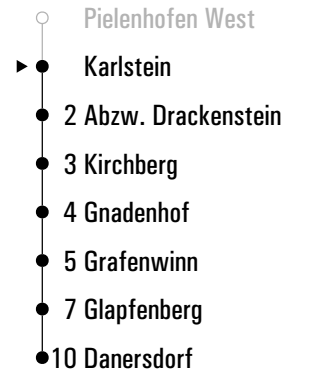 Pielenhofen West
Karlstein
2 Abzw. Drackenstein
3 Kirchberg
4 Gnadenhof
5 Grafenwinn
7 Glapfenberg
10 Danersdorf